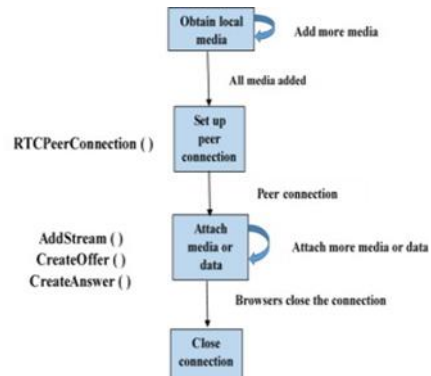 Obtain local
media
Add more media
All media added
RTCPeerConnection ( )
Set up
peer
connection
Peer connection
AddStream ( )
CreateOffer ( )
CreateAnswer ( )
Attach
media or
data
Attach more media or data
Browsers close the connection
Close
connection